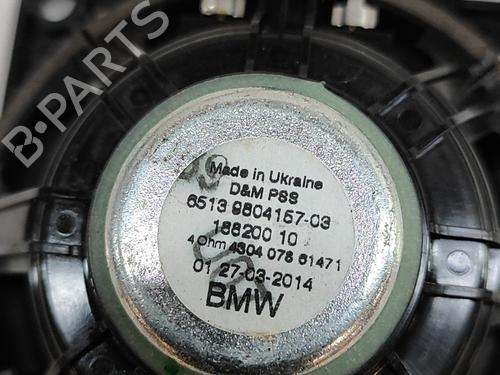 B-PARTS
Made in Ukraine
D&M PSS
6513 9804157-03
186200 10
4 Ohm 4304 078 61471
01 27-03-2014
BMW